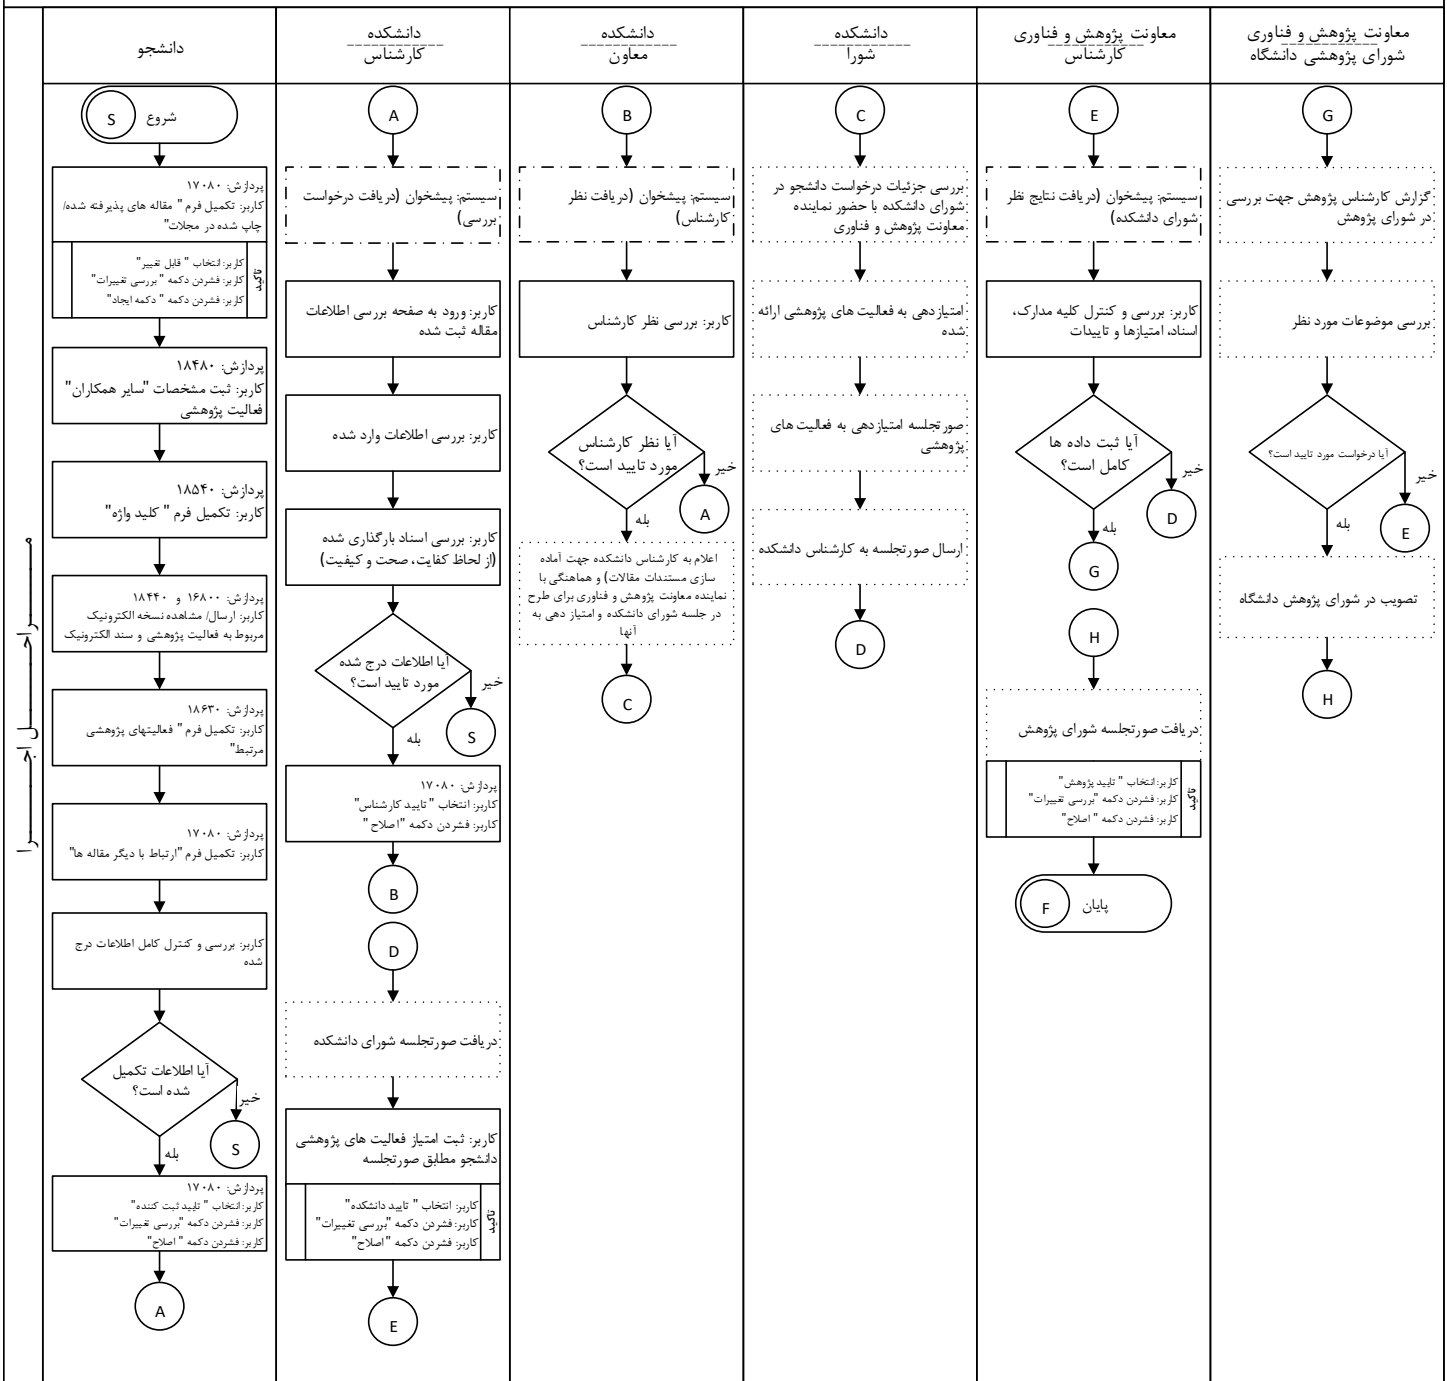 دانشجو
دانشکده
کارشناس
دانشکده
معاون
دانشکده
شورا
معاونت پژوهش و فناوری
کارشناس
معاونت پژوهش و فناوری
شورای پژوهشی دانشگاه
مــراحــل اجــرا
شروع
S
پردازش: ۱۷۰۸۰
کاربر: تکمیل فرم " مقاله های پذیرفته شده/
چاپ شده در مجلات"
تاکید
کاربر: انتخاب " قابل تغییر"
کاربر: فشردن دکمه "بررسی تغییرات"
کاربر: فشردن دکمه " دکمه ایجاد"
پردازش: ۱۸۴۸۰
کاربر: ثبت مشخصات "سایر همکاران"
فعالیت پژوهشی
پردازش: ۱۸۵۴۰
کاربر: تکمیل فرم " کلید واژه"
پردازش: ۱۶۸۰۰ و ۱۸۴۴۰
کاربر: ارسال/ مشاهده نسخه الکترونیک
مربوط به فعالیت پژوهشی و سند الکترونیک
پردازش: ۱۸۶۳۰
کاربر: تکمیل فرم " فعالیتهای پژوهشی
مرتبط"
پردازش: ۱۷۰۸۰
کاربر: تکمیل فرم "ارتباط با دیگر مقاله ها"
کاربر: بررسی و کنترل کامل اطلاعات درج
شده
آیا اطلاعات تکمیل
شده است؟
خیر
S
بله
پردازش: ۱۷۰۸۰
کاربر: انتخاب " تایید ثبت کننده"
کاربر: فشردن دکمه "بررسی تغییرات"
کاربر: فشردن دکمه " اصلاح"
A
A
سیستم: پیشخوان (دریافت درخواست
بررسی)
کاربر: ورود به صفحه بررسی اطلاعات
مقاله ثبت شده
کاربر: بررسی اطلاعات وارد شده
کاربر: بررسی اسناد بارگذاری شده
(از لحاظ کفایت، صحت و کیفیت)
آیا اطلاعات درج شده
مورد تایید است؟
خیر
S
بله
پردازش: ۱۷۰۸۰
کاربر: انتخاب " تایید کارشناس"
کاربر: فشردن دکمه "اصلاح "
B
D
دریافت صورتجلسه شورای دانشکده
کاربر: ثبت امتیاز فعالیت های پژوهشی
دانشجو مطابق صورتجلسه
تاکید
کاربر: انتخاب " تایید دانشکده"
کاربر: فشردن دکمه "بررسی تغییرات"
کاربر: فشردن دکمه "اصلاح"
E
B
سیستم: پیشخوان (دریافت نظر
کارشناس)
کاربر: بررسی نظر کارشناس
آیا نظر کارشناس
مورد تایید است؟
خیر
A
بله
اعلام به کارشناس دانشکده جهت آماده
سازی مستندات مقالات) و هماهنگی با
نماینده معاونت پژوهش و فناوری برای طرح
در جلسه شورای دانشکده و امتیاز دهی به
آنها
C
C
بررسی جزئیات درخواست دانشجو در
شورای دانشکده با حضور نماینده
معاونت پژوهش و فناوری
امتیازدهی به فعالیت های پژوهشی ارائه
شده
صورتجلسه امتیازدهی به فعالیت های
پژوهشی
ارسال صورتجلسه به کارشناس دانشکده
D
E
سیستم: پیشخوان (دریافت نتایج نظر
شورای دانشکده)
کاربر: بررسی و کنترل کلیه مدارک،
اسناد، امتیازها و تاییدات
آیا ثبت داده ها
کامل است؟
خیر
D
بله
G
H
دریافت صورتجلسه شورای پژوهش
تاکید
کاربر: انتخاب " تایید پژوهش"
کاربر: فشردن دکمه "بررسی تغییرات"
کاربر: فشردن دکمه "اصلاح"
پایان
F
G
گزارش کارشناس پژوهش جهت بررسی
در شورای پژوهش
بررسی موضوعات مورد نظر
آیا درخواست مورد تایید است؟
خیر
E
بله
تصویب در شورای پژوهش دانشگاه
H